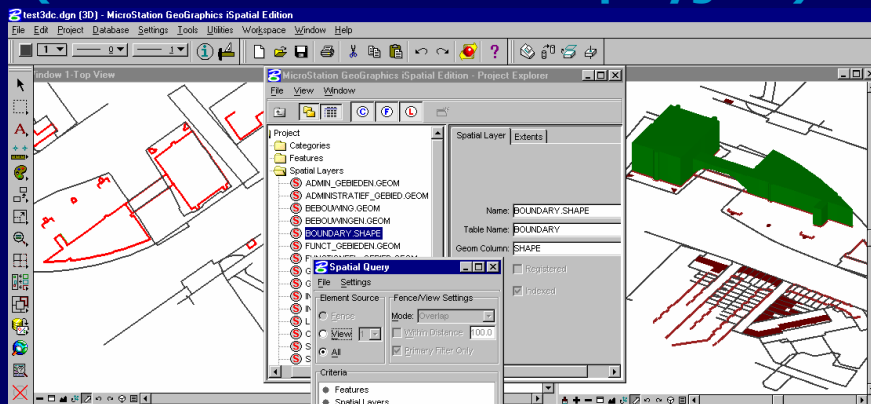 test3dc.dgn (3D) - MicroStation GeoGraphics iSpatial Edition
File Edit Project Database Settings Tools Utilities Workspace Window Help
1 0 1
Window 1-Top View
MicroStation GeoGraphics iSpatial Edition - Project Explorer
File View Window
C F L
Project
Categories
Features
Spatial Layers
S ADMIN_GEBIEDEN.GEOM
S ADMINISTRATIEF_GEBIED.GEOM
S BEBOUWING.GEOM
S BEBOUWINGEN.GEOM
S BOUNDARY.SHAPE
S FUNCT_GEBIEDEN.GEOM
Spatial Layer Extents
Name: BOUNDARY.SHAPE
Table Name: BOUNDARY
Geom Column: SHAPE
Registered
Indexed
Spatial Query
File Settings
Element Source
Fence
View 1
All
Fence/View Settings
Mode: Overlap
Within Distance 100.0
Primary Filter Only
Criteria
Features
Spatial Layers